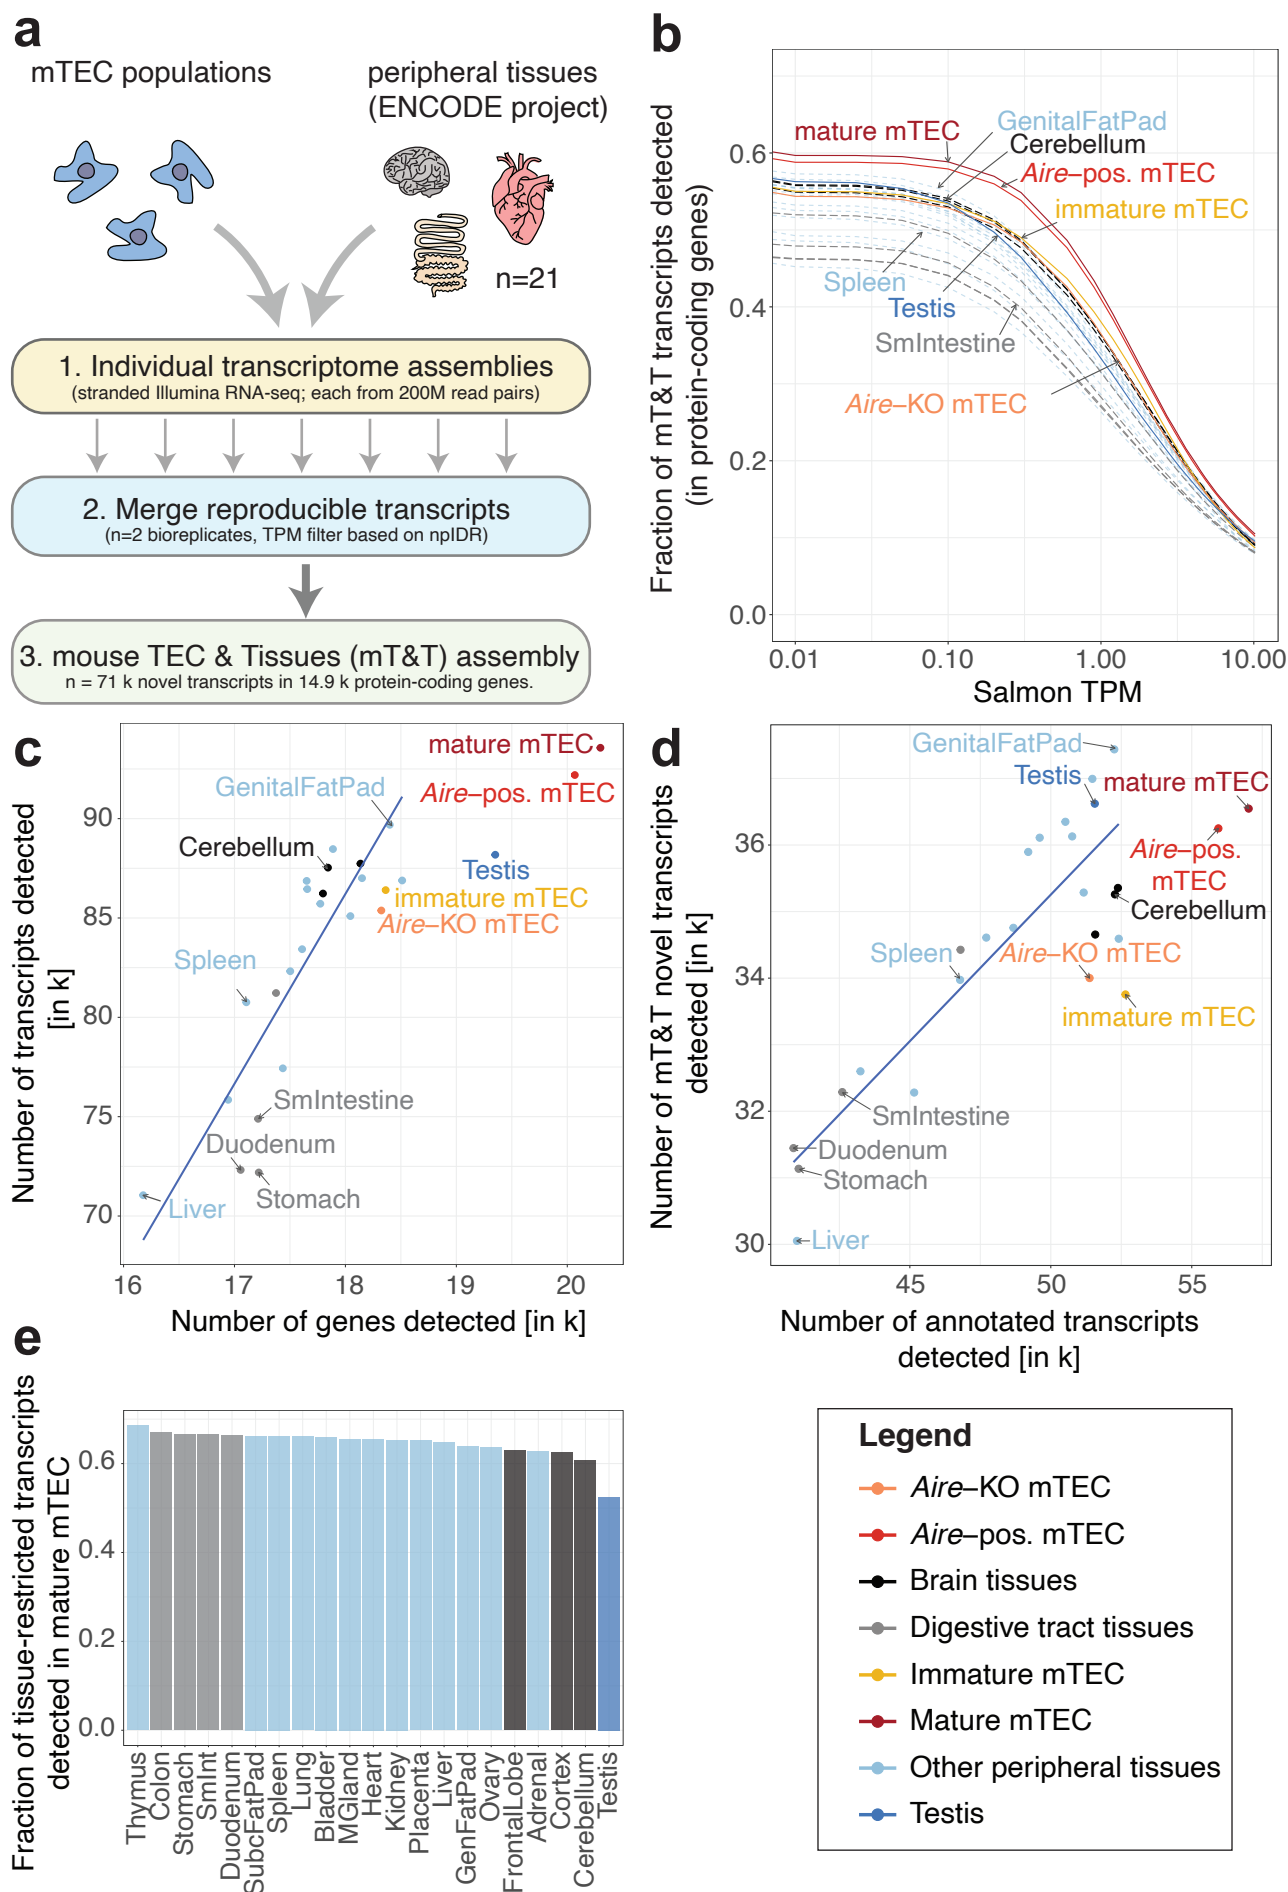 a
mTEC populations
peripheral tissues
(ENCODE project)
n=21
1. Individual transcriptome assemblies
(stranded Illumina RNA-seq; each from 200M read pairs)
2. Merge reproducible transcripts
(n=2 bioreplicates, TPM filter based on npIDR)
3. mouse TEC & Tissues (mT&T) assembly
n = 71 k novel transcripts in 14.9 k protein-coding genes.
b
Fraction of mT&T transcripts detected
(in protein-coding genes)
0.6
0.4
0.2
0.0
mature mTEC
GenitalFatPad
Cerebellum
Aire–pos. mTEC
immature mTEC
Spleen
Testis
SmIntestine
Aire–KO mTEC
0.01
0.10
1.00
10.00
Salmon TPM
c
Number of transcripts detected
[in k]
90
85
80
75
70
mature mTEC
GenitalFatPad
Aire–pos. mTEC
Cerebellum
Testis
immature mTEC
Aire–KO mTEC
Spleen
SmIntestine
Duodenum
Stomach
Liver
16
17
18
19
20
Number of genes detected [in k]
d
Number of mT&T novel transcripts
detected [in k]
36
34
32
30
GenitalFatPad
Testis
mature mTEC
Aire–pos.
mTEC
Cerebellum
Spleen
Aire–KO mTEC
immature mTEC
SmIntestine
Duodenum
Stomach
Liver
45
50
55
Number of annotated transcripts
detected [in k]
e
Fraction of tissue-restricted transcripts
detected in mature mTEC
0.6
0.4
0.2
0.0
Thymus
Colon
Stomach
SmInt
Duodenum
SubcFatPad
Spleen
Lung
Bladder
MGland
Heart
Kidney
Placenta
Liver
GenFatPad
Ovary
FrontalLobe
Adrenal
Cortex
Cerebellum
Testis
Legend
Aire–KO mTEC
Aire–pos. mTEC
Brain tissues
Digestive tract tissues
Immature mTEC
Mature mTEC
Other peripheral tissues
Testis